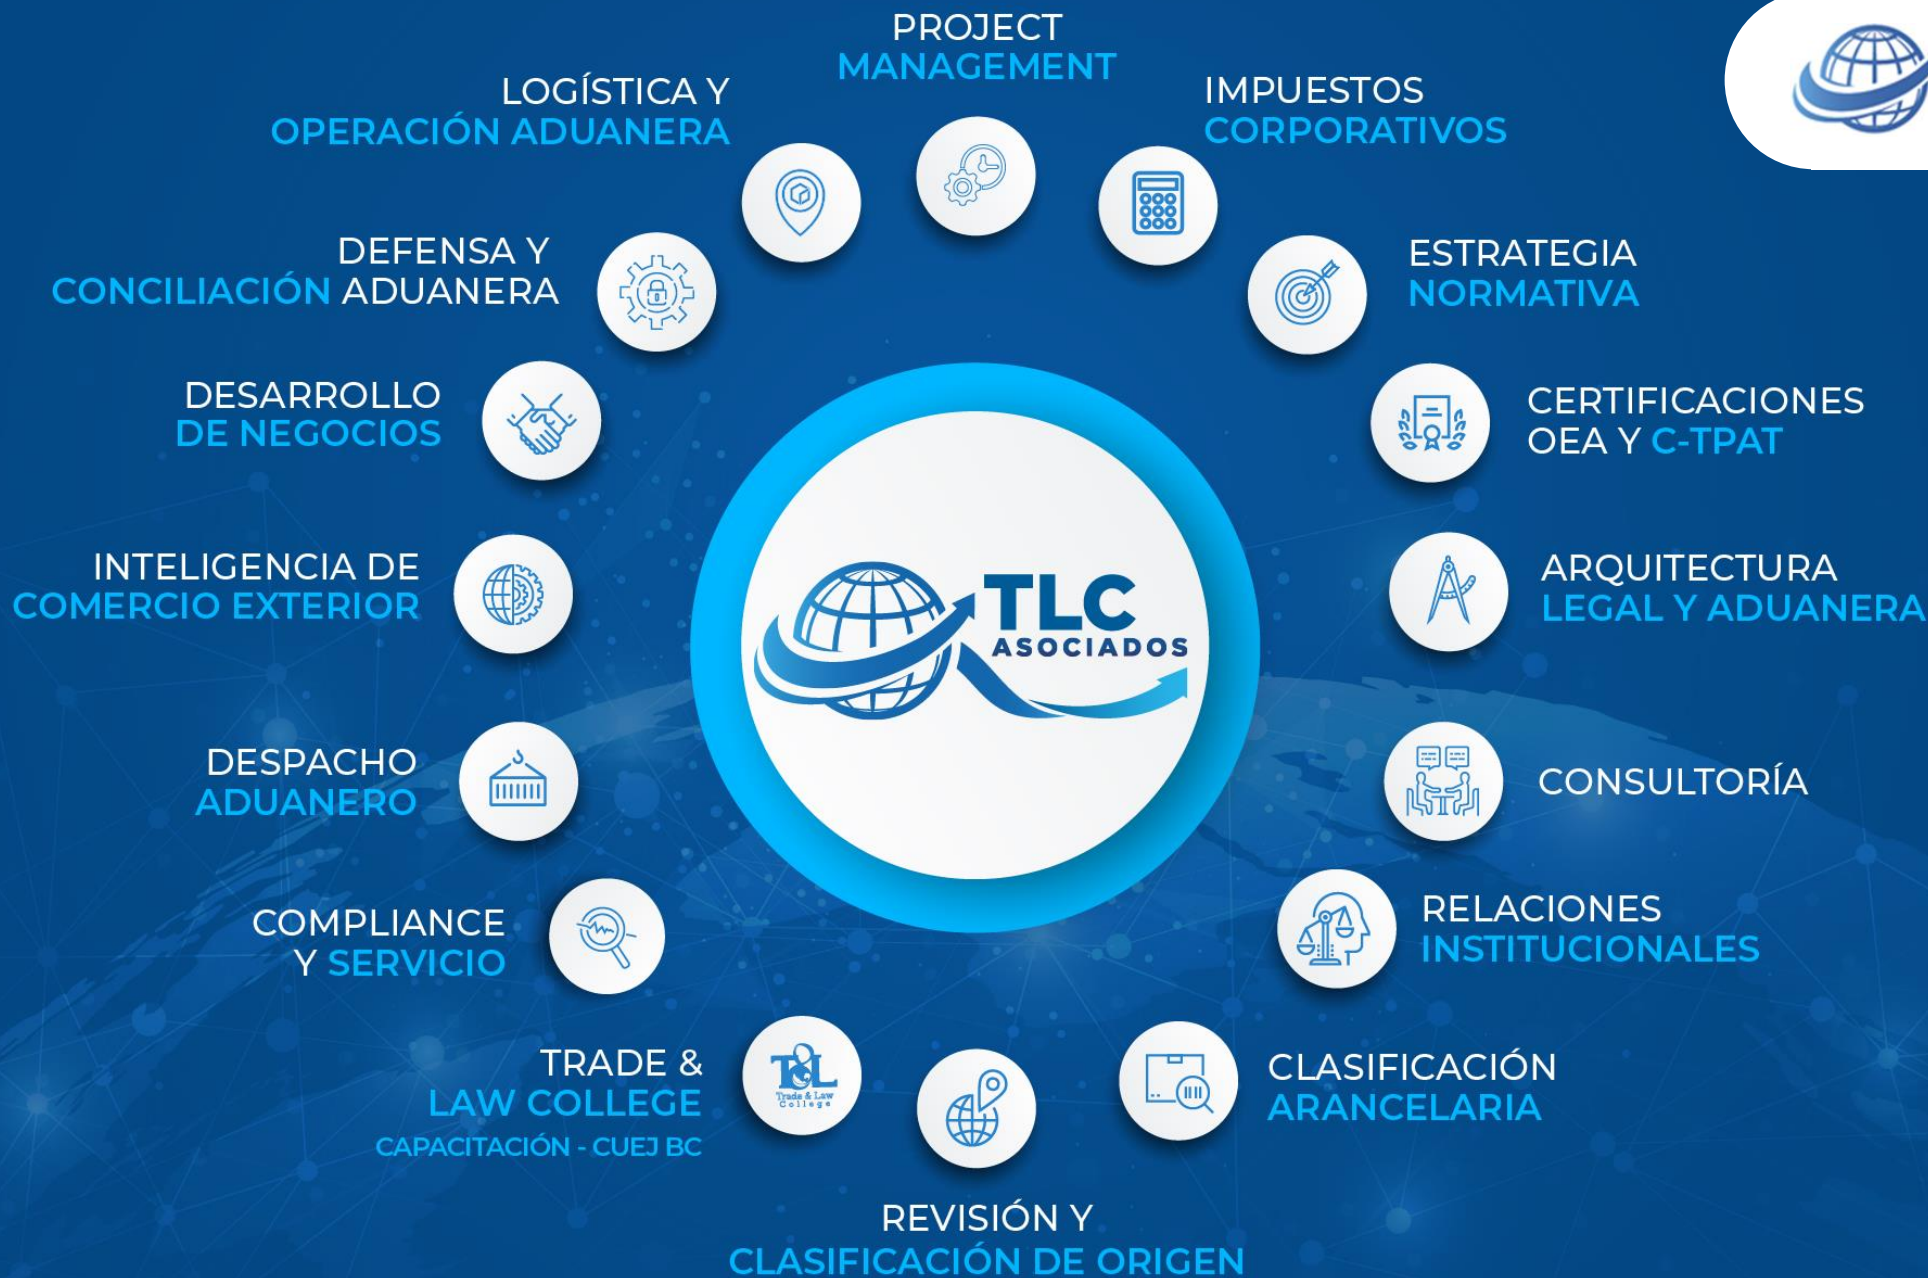 PROJECT
MANAGEMENT
LOGÍSTICA Y
OPERACIÓN ADUANERA
IMPUESTOS
CORPORATIVOS
DEFENSA Y
CONCILIACIÓN ADUANERA
ESTRATEGIA
NORMATIVA
DESARROLLO
DE NEGOCIOS
CERTIFICACIONES
OEA Y C-TPAT
INTELIGENCIA DE
COMERCIO EXTERIOR
TLC
ASOCIADOS
ARQUITECTURA
LEGAL Y ADUANERA
DESPACHO
ADUANERO
CONSULTORÍA
COMPLIANCE
Y SERVICIO
RELACIONES
INSTITUCIONALES
TRADE &
LAW COLLEGE
CAPACITACIÓN - CUEJ BC
T&L
Trade & Law
College
CLASIFICACIÓN
ARANCELARIA
REVISIÓN Y
CLASIFICACIÓN DE ORIGEN